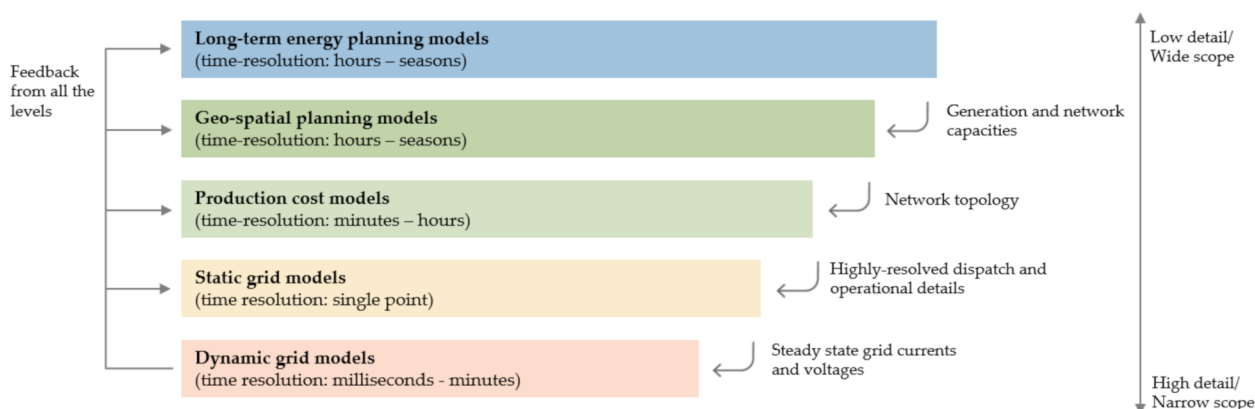 Feedback
from all the
levels
Long-term energy planning models
(time-resolution: hours – seasons)
Geo-spatial planning models
(time-resolution: hours – seasons)
Production cost models
(time-resolution: minutes – hours)
Static grid models
(time resolution: single point)
Dynamic grid models
(time resolution: milliseconds - minutes)
Generation and network
capacities
Network topology
Highly-resolved dispatch and
operational details
Steady state grid currents
and voltages
Low detail/
Wide scope
High detail/
Narrow scope